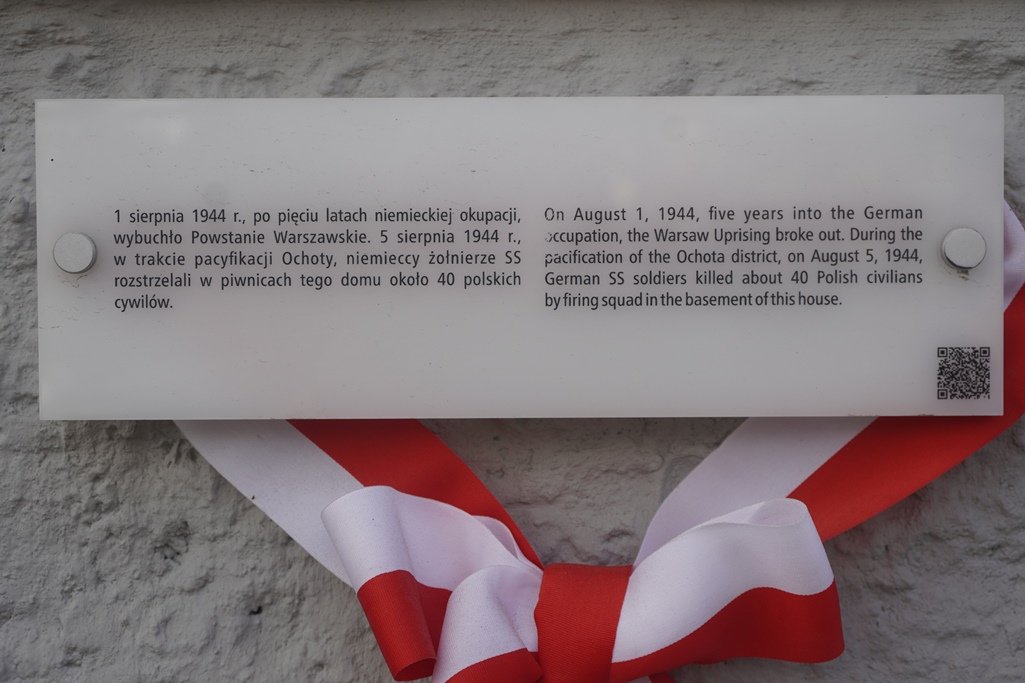 1 sierpnia 1944 r., po pięciu latach niemieckiej okupacji,
wybuchło Powstanie Warszawskie. 5 sierpnia 1944 r.,
w trakcie pacyfikacji Ochoty, niemieccy żołnierze SS
rozstrzelali w piwnicach tego domu około 40 polskich
cywilów.
On August 1, 1944, five years into the German
occupation, the Warsaw Uprising broke out. During the
pacification of the Ochota district, on August 5, 1944,
German SS soldiers killed about 40 Polish civilians
by firing squad in the basement of this house.